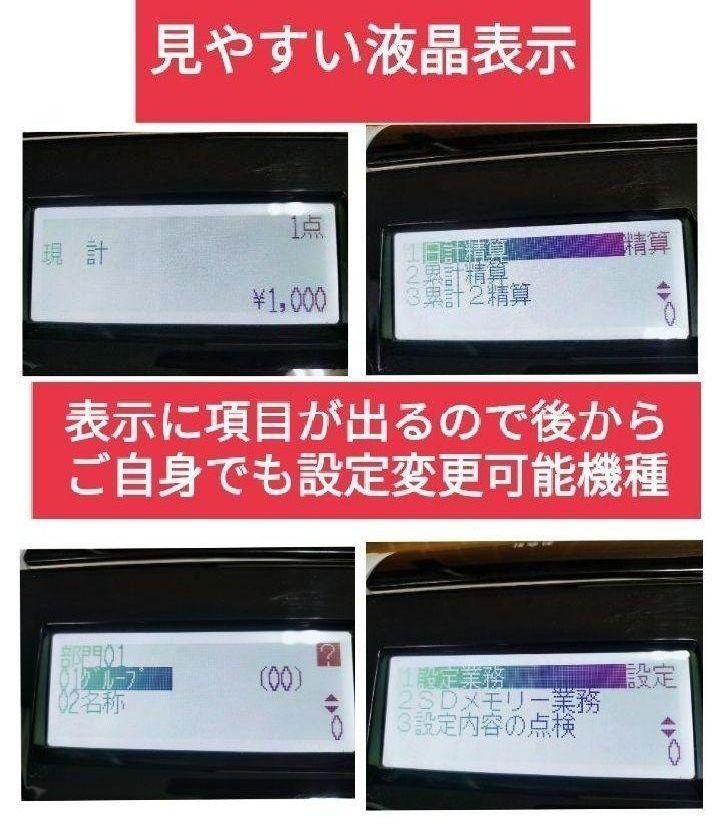 見やすい液晶表示
1点
現 計
¥1,000
1日計精算 精算
2累計精算
3累計2精算
0
表示に項目が出るので後から
ご自身でも設定変更可能機種
部門01 ?
01グループ (00)
02名称
0
1設定業務 設定
2SDメモリー業務
3設定内容の点検
0